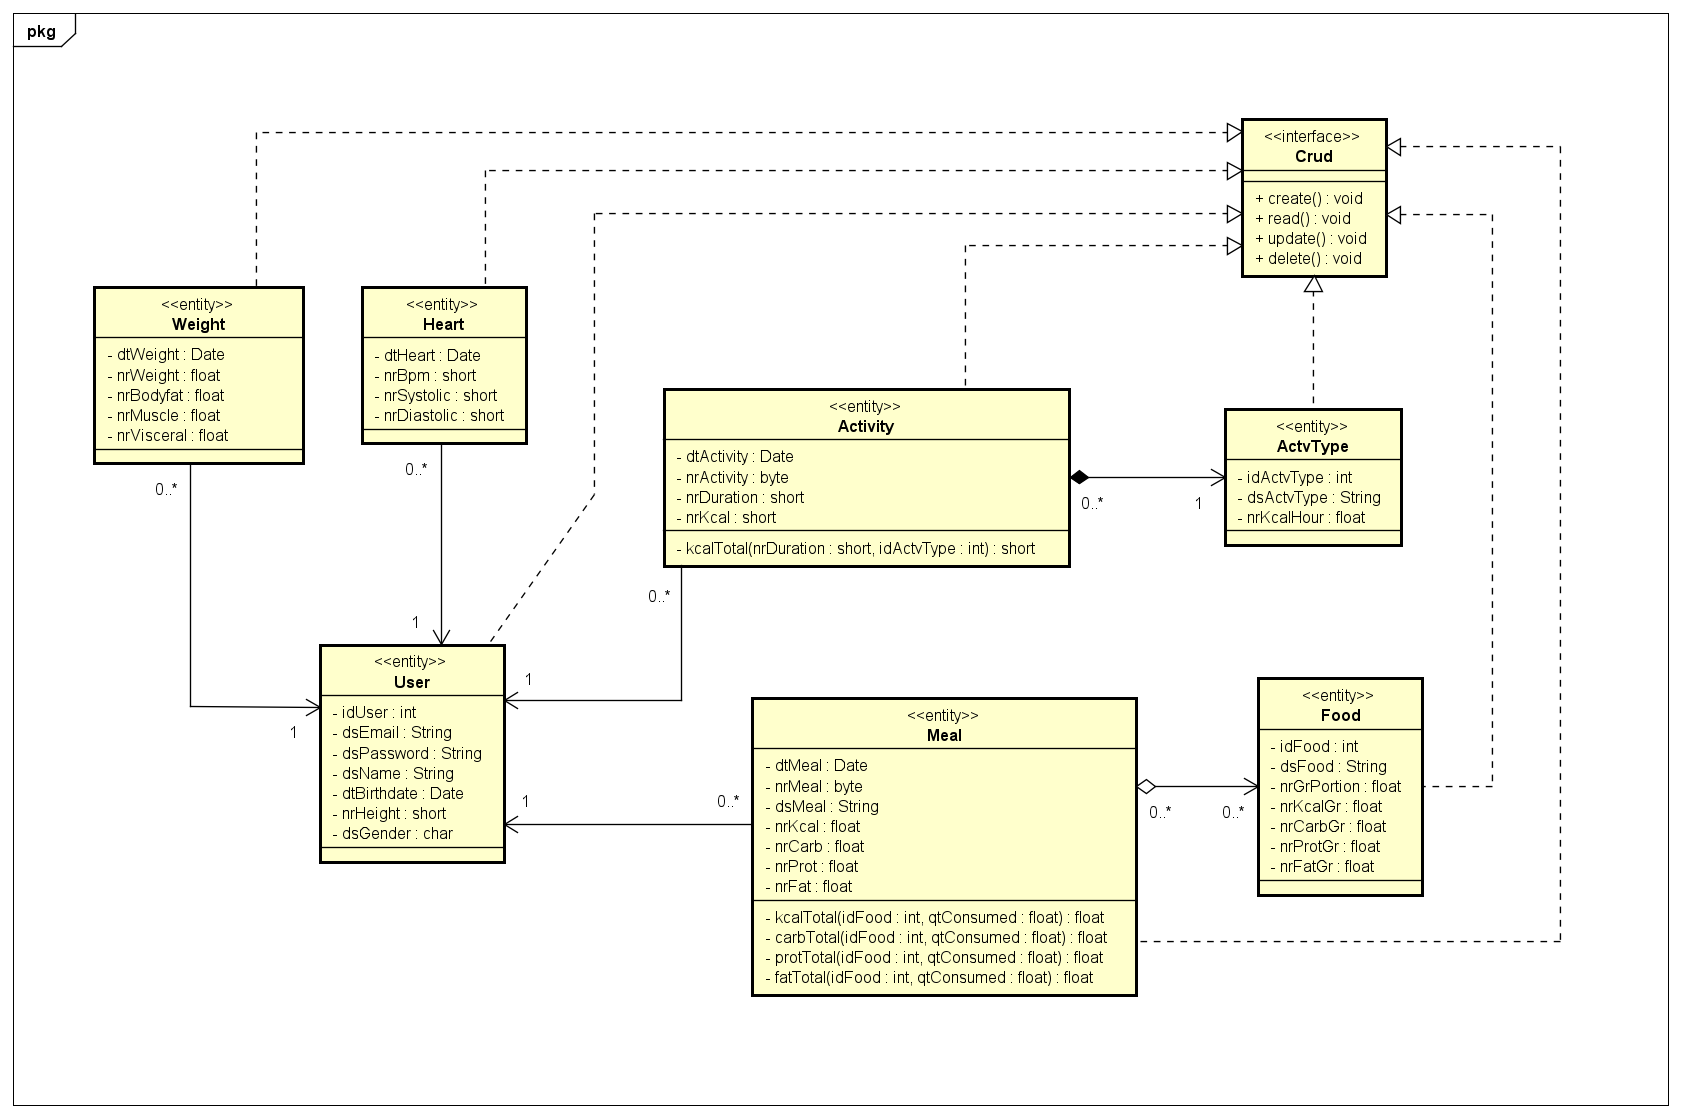 pkg
<<interface>>
Crud
+ create() : void
+ read() : void
+ update() : void
+ delete() : void
<<entity>>
Weight
- dtWeight : Date
- nrWeight : float
- nrBodyfat : float
- nrMuscle : float
- nrVisceral : float
0..*
1
<<entity>>
Heart
- dtHeart : Date
- nrBpm : short
- nrSystolic : short
- nrDiastolic : short
0..*
1
<<entity>>
Activity
- dtActivity : Date
- nrActivity : byte
- nrDuration : short
- nrKcal : short
- kcalTotal(nrDuration : short, idActvType : int) : short
0..*
1
0..*
1
<<entity>>
ActvType
- idActvType : int
- dsActvType : String
- nrKcalHour : float
<<entity>>
User
- idUser : int
- dsEmail : String
- dsPassword : String
- dsName : String
- dtBirthdate : Date
- nrHeight : short
- dsGender : char
1
0..*
<<entity>>
Meal
- dtMeal : Date
- nrMeal : byte
- dsMeal : String
- nrKcal : float
- nrCarb : float
- nrProt : float
- nrFat : float
- kcalTotal(idFood : int, qtConsumed : float) : float
- carbTotal(idFood : int, qtConsumed : float) : float
- protTotal(idFood : int, qtConsumed : float) : float
- fatTotal(idFood : int, qtConsumed : float) : float
0..*
0..*
<<entity>>
Food
- idFood : int
- dsFood : String
- nrGrPortion : float
- nrKcalGr : float
- nrCarbGr : float
- nrProtGr : float
- nrFatGr : float